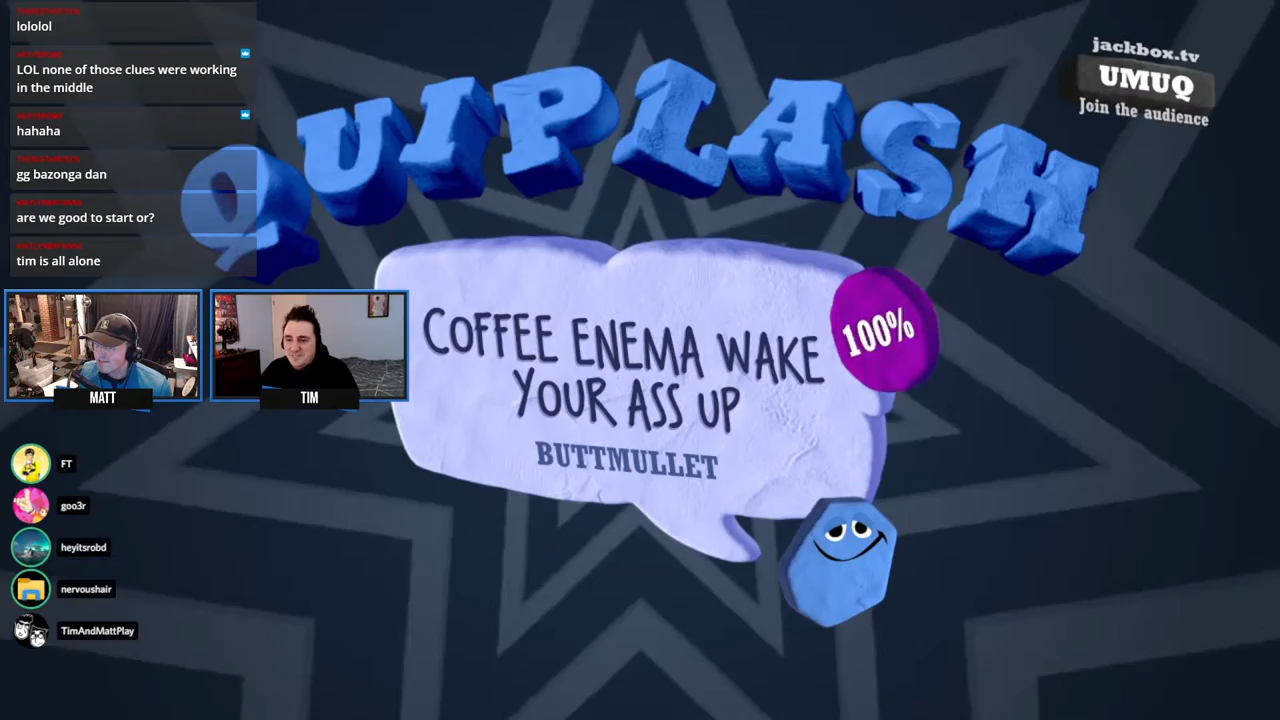 lololol
LOL none of those clues were working
in the middle
hahaha
gg bazonga dan
are we good to start or?
tim is all alone
QUIPLASH
jackbox.tv
UMUQ
Join the audience
COFFEE ENEMA WAKE
YOUR ASS UP
BUTTMULLET
100%
MATT
TIM
FT
goo3r
heyitsrobd
nervoushair
TimAndMattPlay